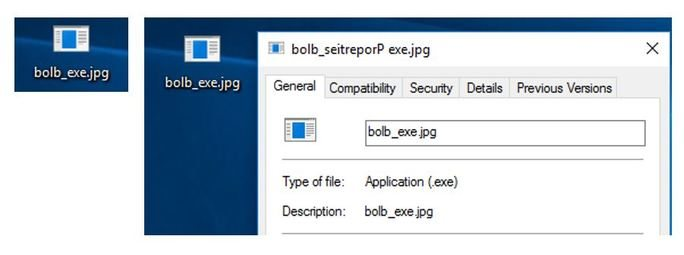 bolb_exe.jpg
bolb_exe.jpg
bolb_seitreporP exe.jpg
General Compatibility Security Details Previous Versions
bolb_exe.jpg
Type of file: Application (.exe)
Description: bolb_exe.jpg